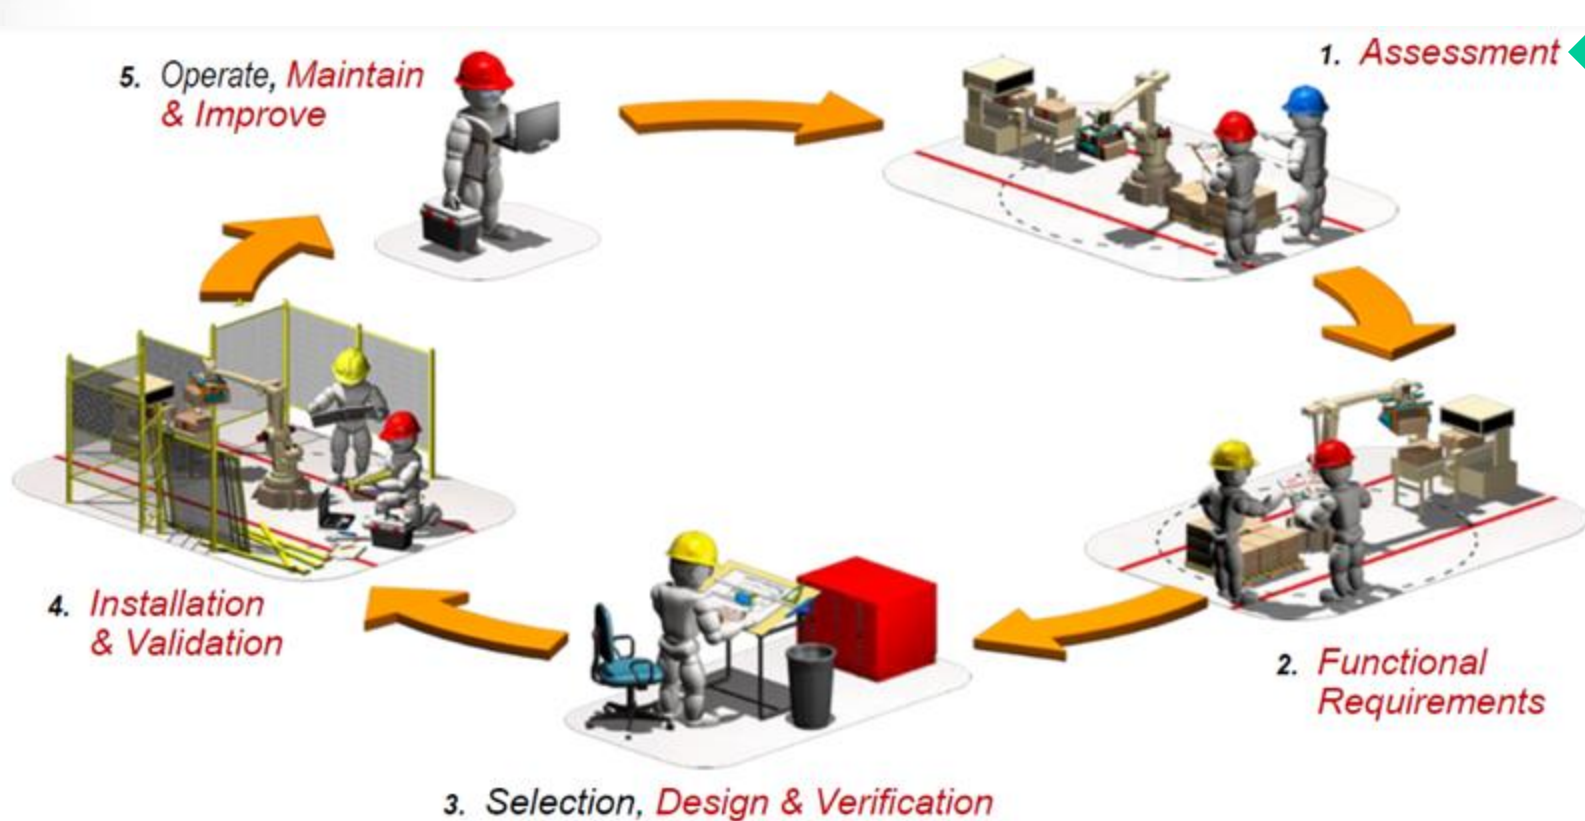 1. Assessment
2. Functional
Requirements
3. Selection, Design & Verification
4. Installation
& Validation
5. Operate, Maintain
& Improve